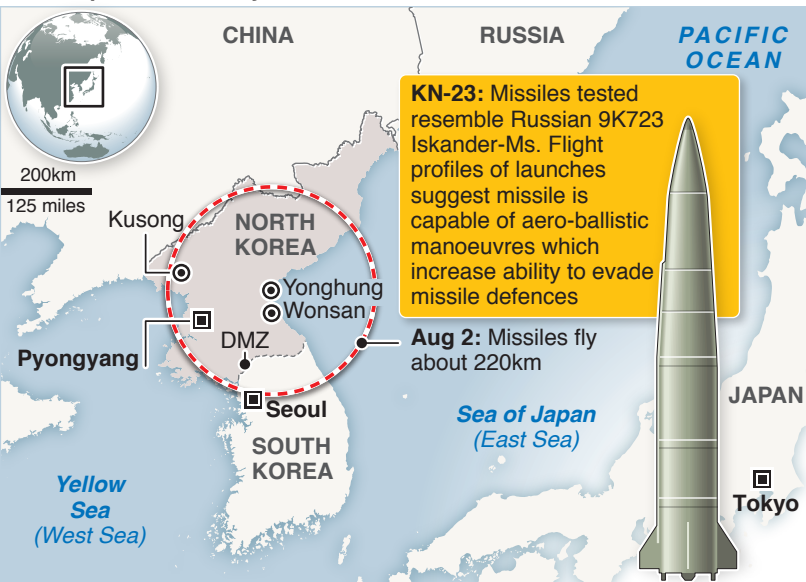 CHINA
RUSSIA
PACIFIC
OCEAN
KN-23: Missiles tested
resemble Russian 9K723
Iskander-Ms. Flight
profiles of launches
suggest missile is
capable of aero-ballistic
manoeuvres which
increase ability to evade
missile defences
200km
125 miles
Kusong
NORTH
KOREA
Yonghung
Wonsan
DMZ
Pyongyang
Aug 2: Missiles fly
about 220km
Seoul
SOUTH
KOREA
Sea of Japan
(East Sea)
JAPAN
Tokyo
Yellow
Sea
(West Sea)